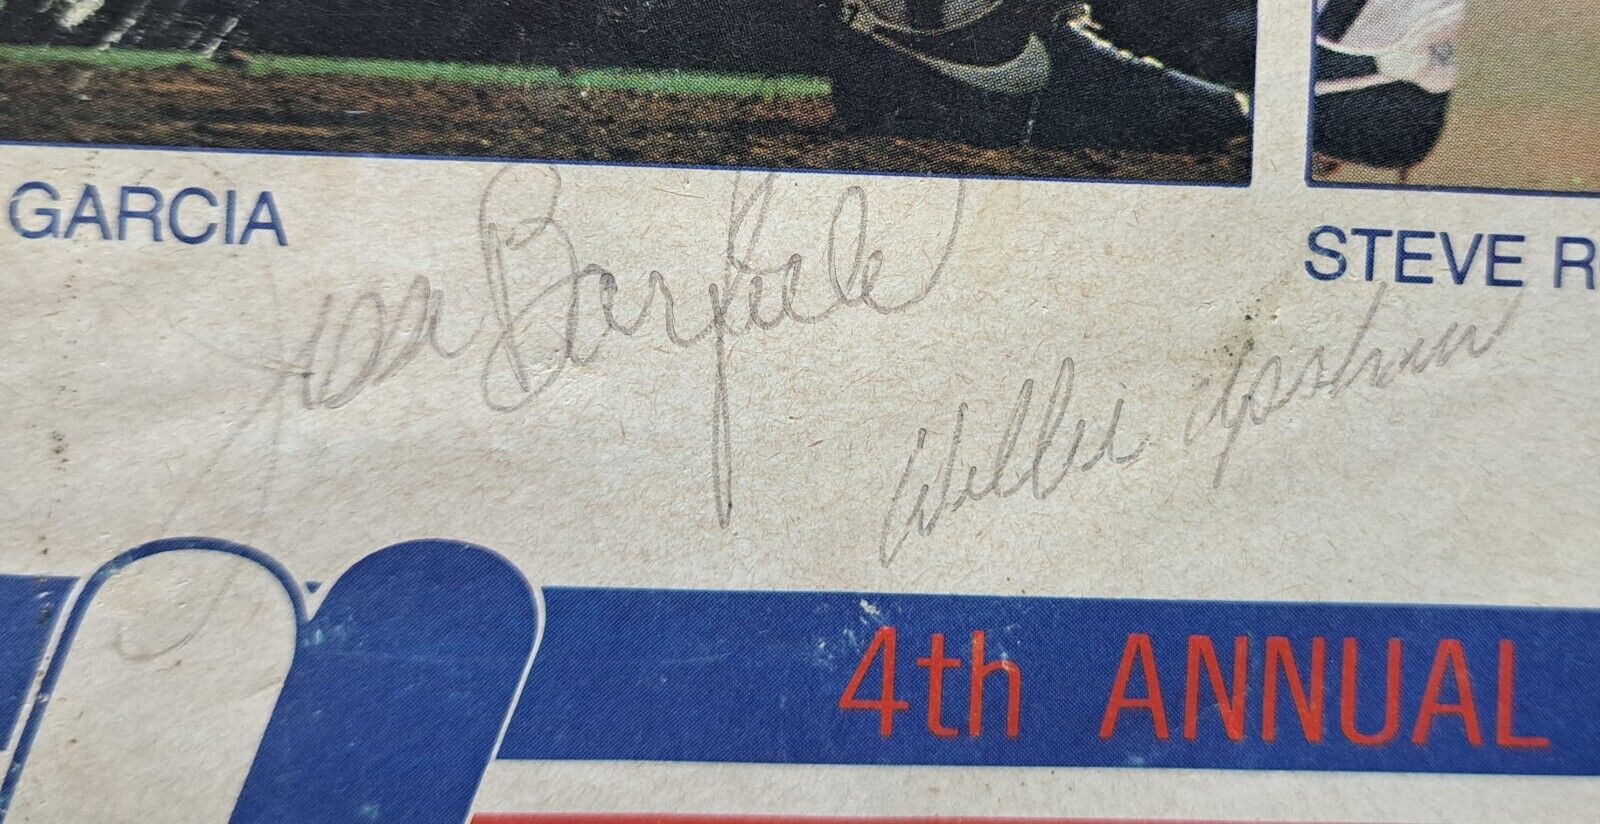 GARCIA
STEVE R
Jesse Barfield
Willie Upshaw
4th ANNUAL